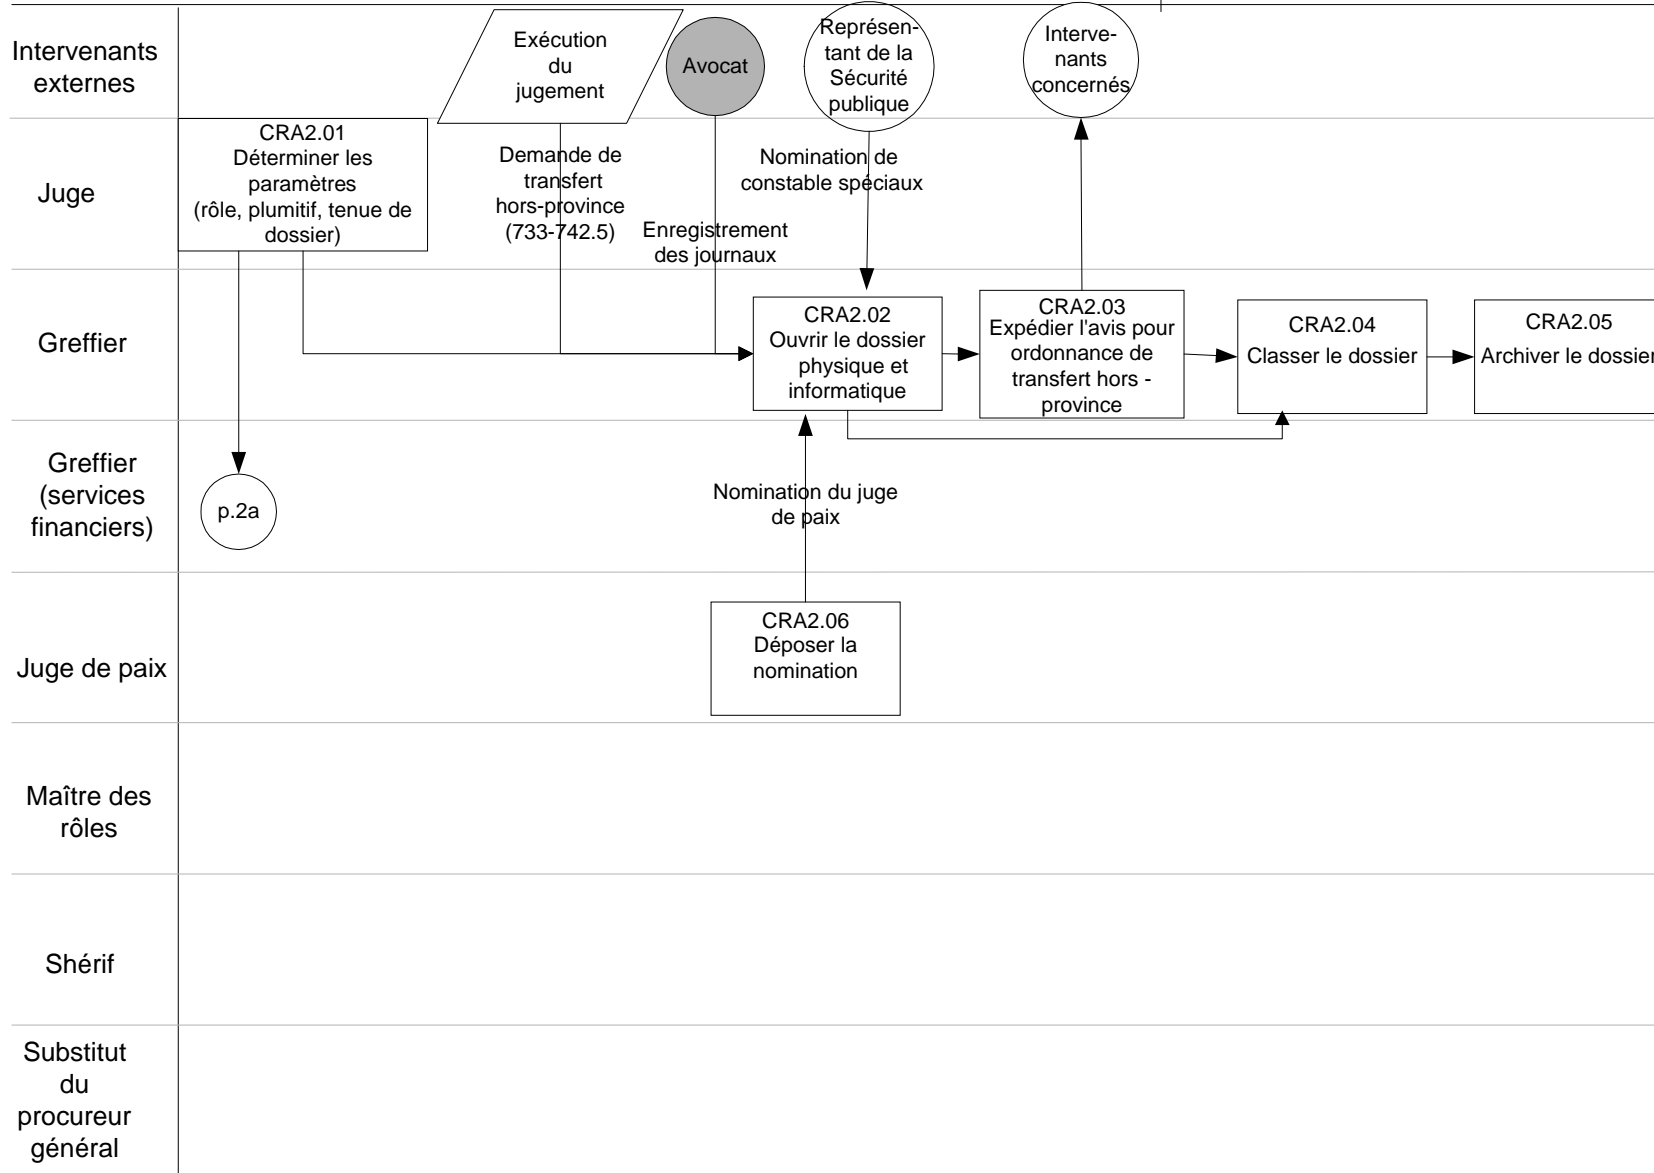 Intervenants
externes
Exécution
du
jugement
Avocat
Représen-
tant de la
Sécurité
publique
Interve-
nants
concernés
Juge
CRA2.01
Déterminer les
paramètres
(rôle, plumitif, tenue de
dossier)
Demande de
transfert
hors-province
(733-742.5)
Enregistrement
des journaux
Nomination de
constable spéciaux
Greffier
CRA2.02
Ouvrir le dossier
physique et
informatique
CRA2.03
Expédier l'avis pour
ordonnance de
transfert hors -
province
CRA2.04
Classer le dossier
CRA2.05
Archiver le dossier
Greffier
(services
financiers)
p.2a
Nomination du juge
de paix
Juge de paix
CRA2.06
Déposer la
nomination
Maître des
rôles
Shérif
Substitut
du
procureur
général